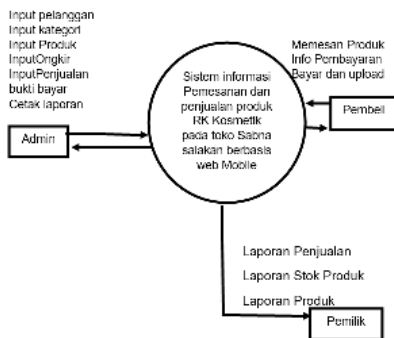 Input pelanggan
Input kategori
Input Produk
InputOngkir
InputPenjualan
bukti bayar
Cetak laporan
Admin
Sistem informasi
Pemesanan dan
penjualan produk
RK Kosmetik
pada toko Sabna
salakan berbasis
web Mobile
Memesan Produk
Info Pembayaran
Bayar dan upload
Pembeli
Laporan Penjualan
Laporan Stok Produk
Laporan Produk
Pemilik